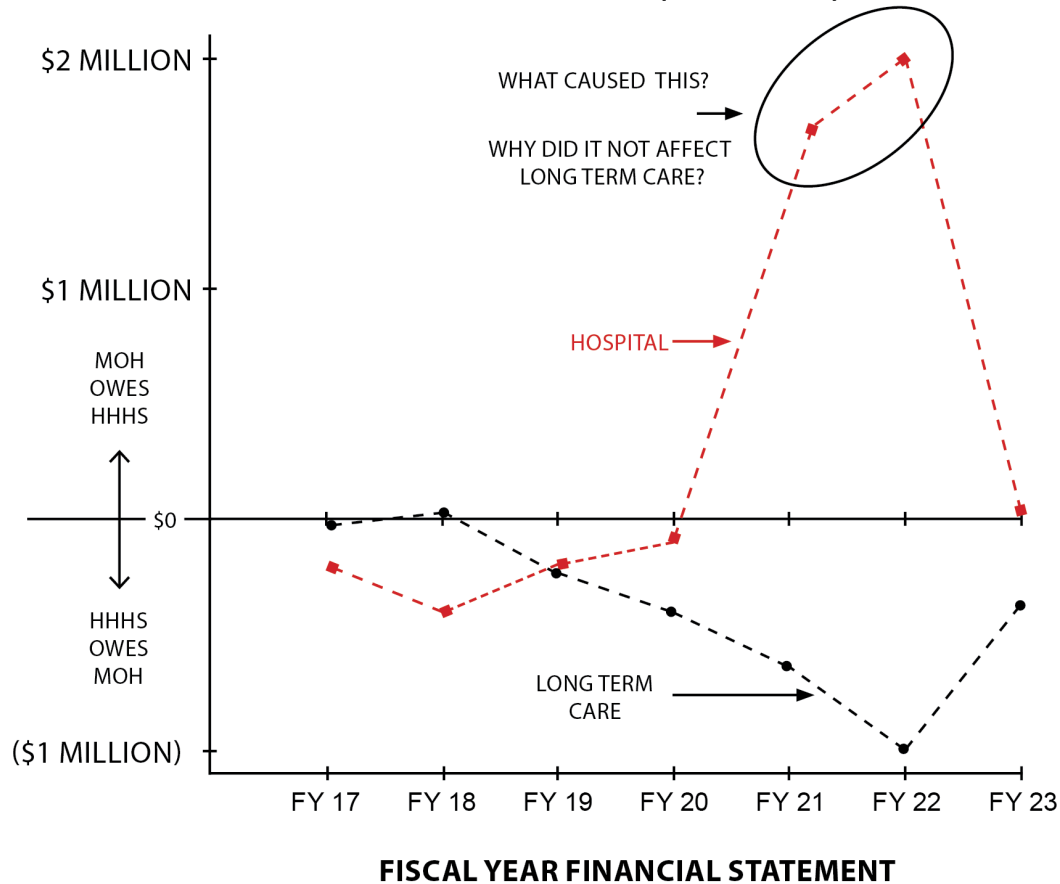 $2 MILLION
WHAT CAUSED THIS?
WHY DID IT NOT AFFECT
LONG TERM CARE?
$1 MILLION
HOSPITAL
MOH
OWES
HHHS
$0
HHHS
OWES
MOH
LONG TERM
CARE
($1 MILLION)
FY 17 FY 18 FY 19 FY 20 FY 21 FY 22 FY 23
FISCAL YEAR FINANCIAL STATEMENT